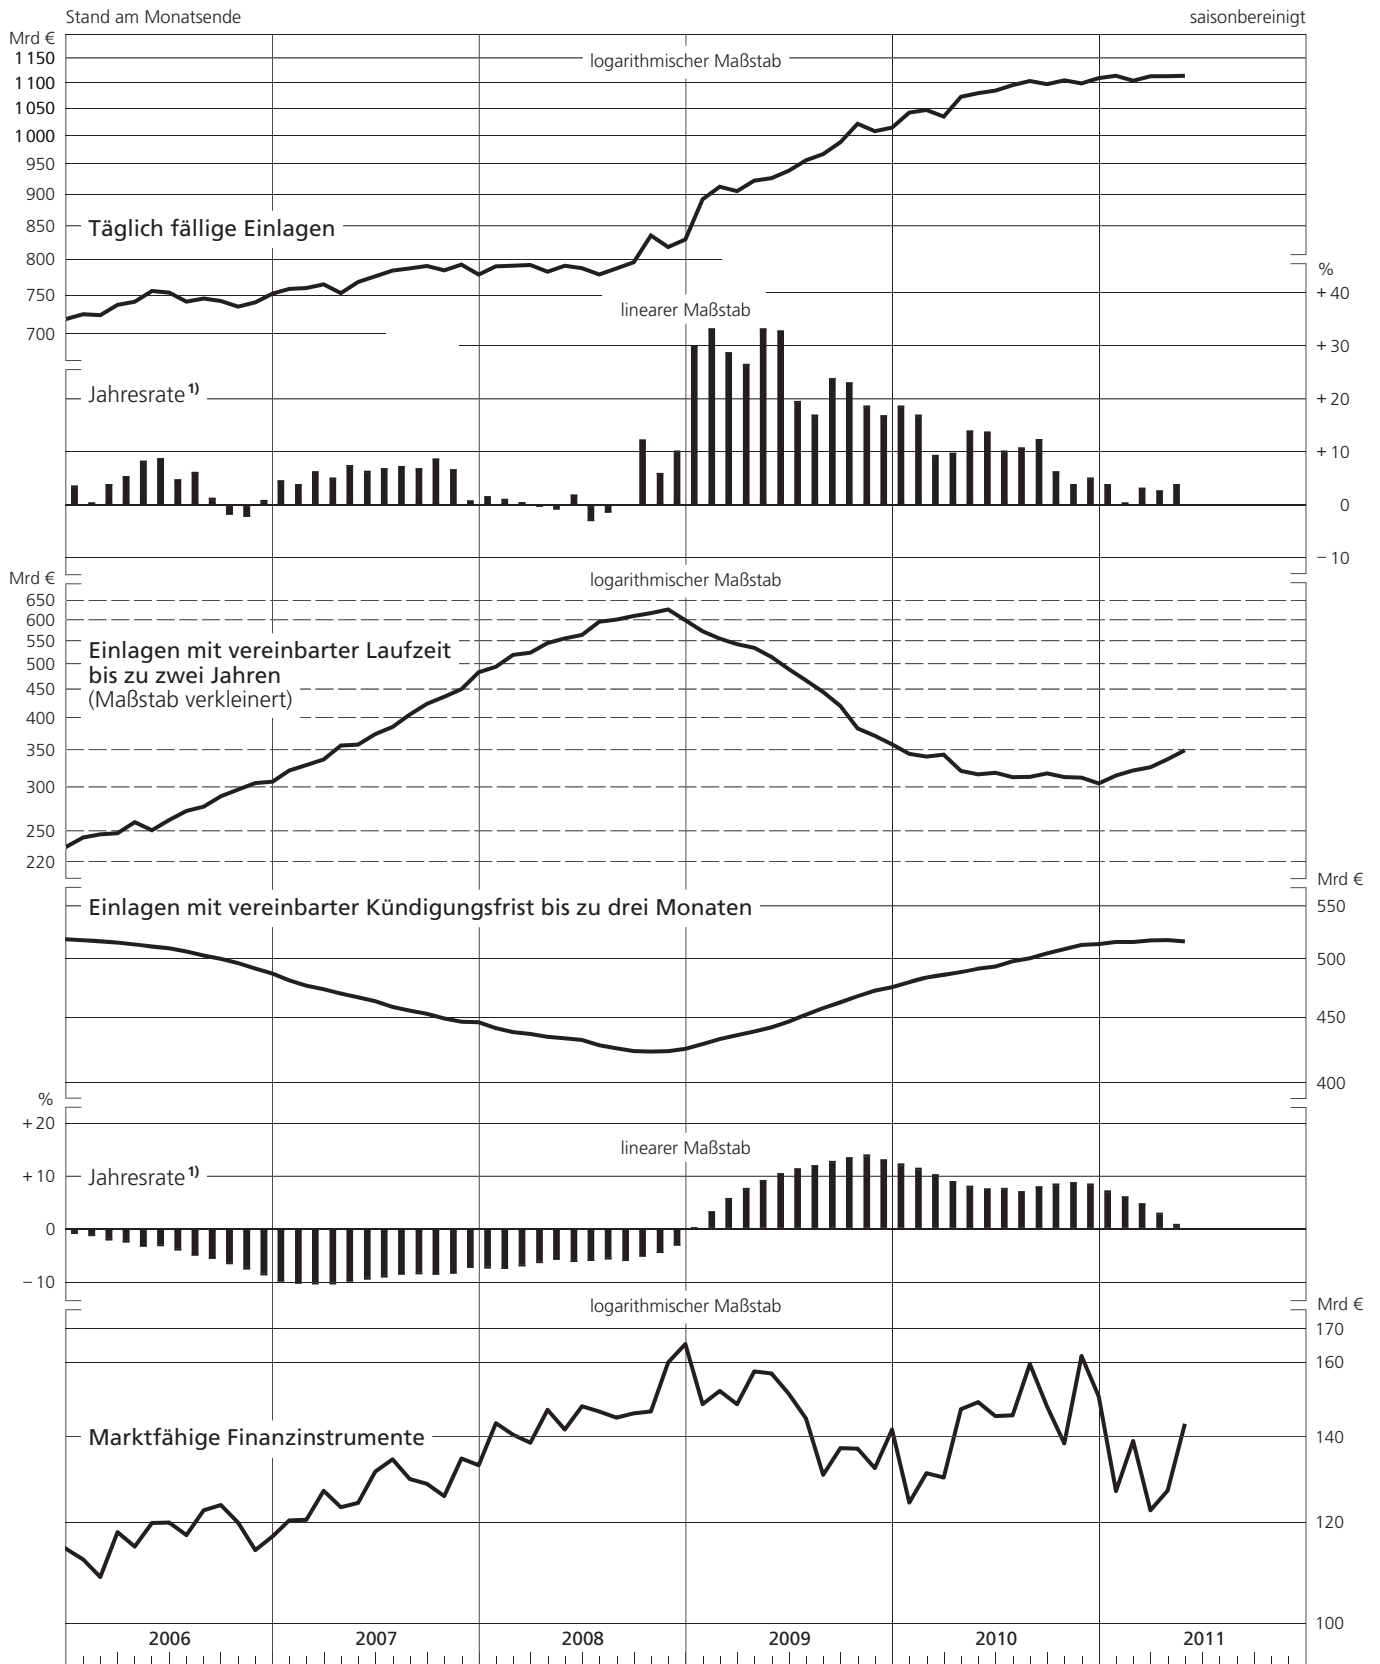 Stand am Monatsende
saisonbereinigt
Mrd €
1 150
logarithmischer Maßstab
1 100
1 050
1 000
950
900
850
Täglich fällige Einlagen
800
%
750
+ 40
linearer Maßstab
700
+ 30
Jahresrate 1)
+ 20
+ 10
0
− 10
Mrd €
logarithmischer Maßstab
650
600
550
Einlagen mit vereinbarter Laufzeit
500
bis zu zwei Jahren
450
(Maßstab verkleinert)
400
350
300
250
220
Mrd €
Einlagen mit vereinbarter Kündigungsfrist bis zu drei Monaten
550
500
450
400
%
+ 20
linearer Maßstab
+ 10
Jahresrate 1)
0
− 10
logarithmischer Maßstab
Mrd €
170
160
Marktfähige Finanzinstrumente
140
120
100
2006 2007 2008 2009 2010 2011